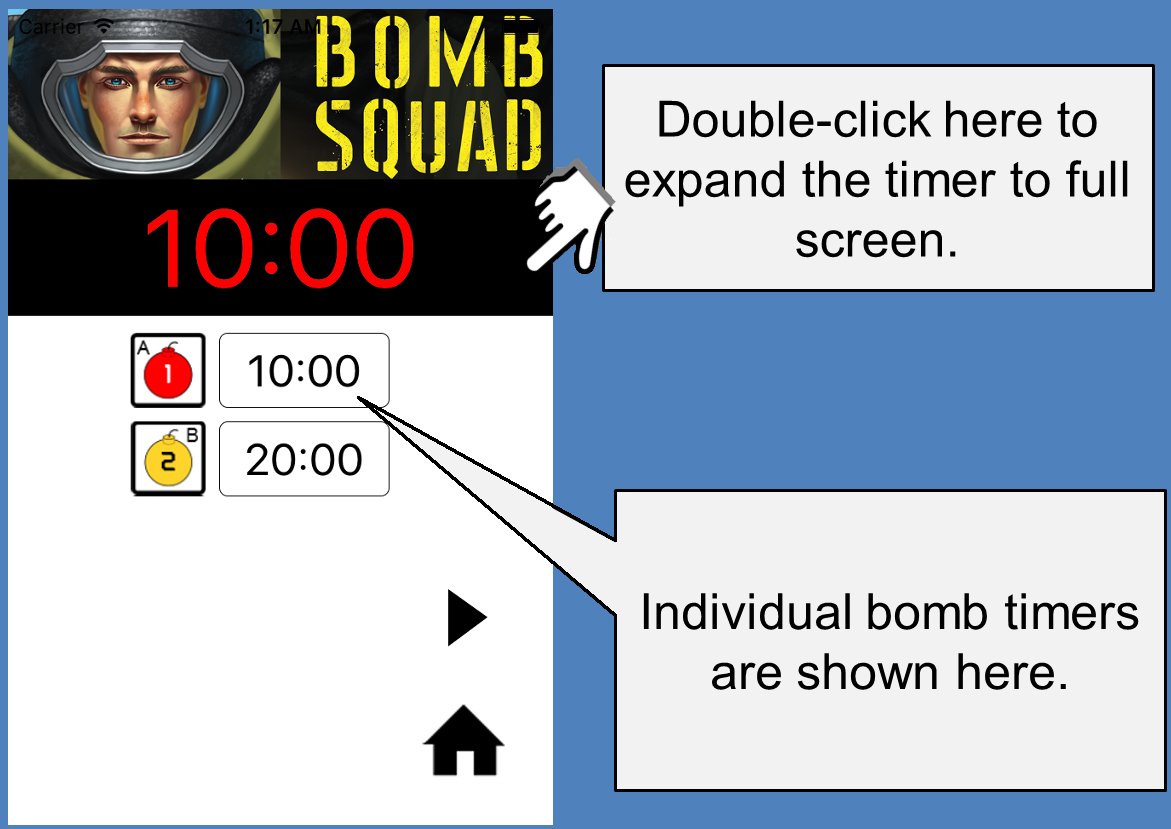 Carrier 1:17 AM
BOMB
SQUAD
10:00
A
1
10:00
B
2
20:00
Double-click here to
expand the timer to full
screen.
Individual bomb timers
are shown here.